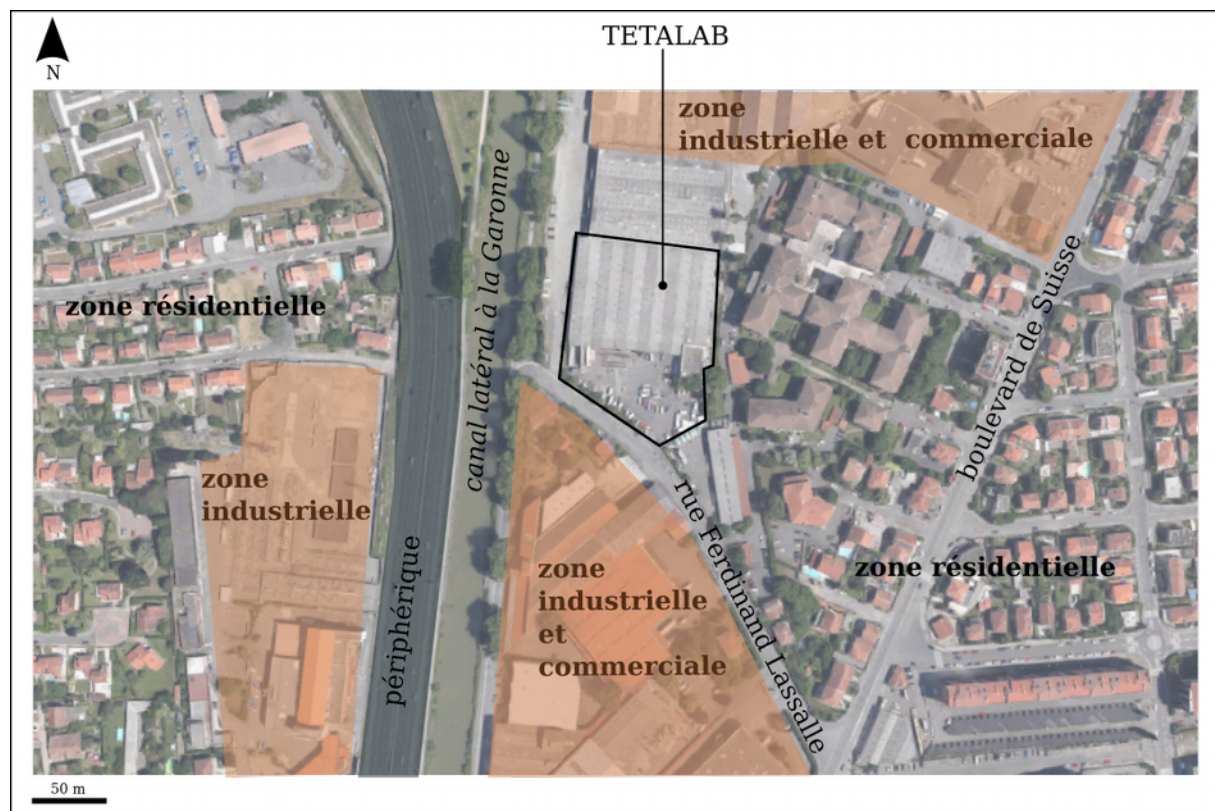 TETALAB
N
zone
industrielle et commerciale
zone résidentielle
canal latéral à la Garonne
boulevard de Suisse
zone
industrielle
périphérique
zone
industrielle
et
commerciale
rue Ferdinand Lassalle
zone résidentielle
50 m